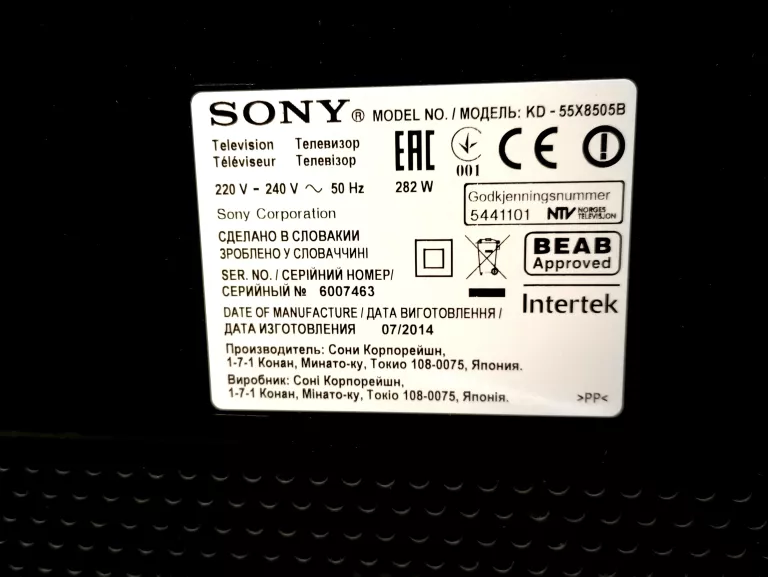 SONY® MODEL NO. / МОДЕЛЬ: KD - 55X8505B
Television Телевизор
Téléviseur Телевізор
EAC
001
CE
220 V - 240 V ～ 50 Hz 282 W
Godkjenningsnummer
5441101 NTV NORGES TELEVISJON
Sony Corporation
СДЕЛАНО В СЛОВАКИИ
ЗРОБЛЕНО У СЛОВАЧЧИНІ
BEAB
Approved
SER. NO. / СЕРІЙНИЙ НОМЕР/
СЕРИЙНЫЙ № 6007463
Intertek
DATE OF MANUFACTURE / ДАТА ВИГОТОВЛЕННЯ /
ДАТА ИЗГОТОВЛЕНИЯ 07/2014
Производитель: Сони Корпорейшн,
1-7-1 Конан, Минато-ку, Токио 108-0075, Япония.
Виробник: Соні Корпорейшн,
1-7-1 Конан, Мінато-ку, Токіо 108-0075, Японія.
>PP<